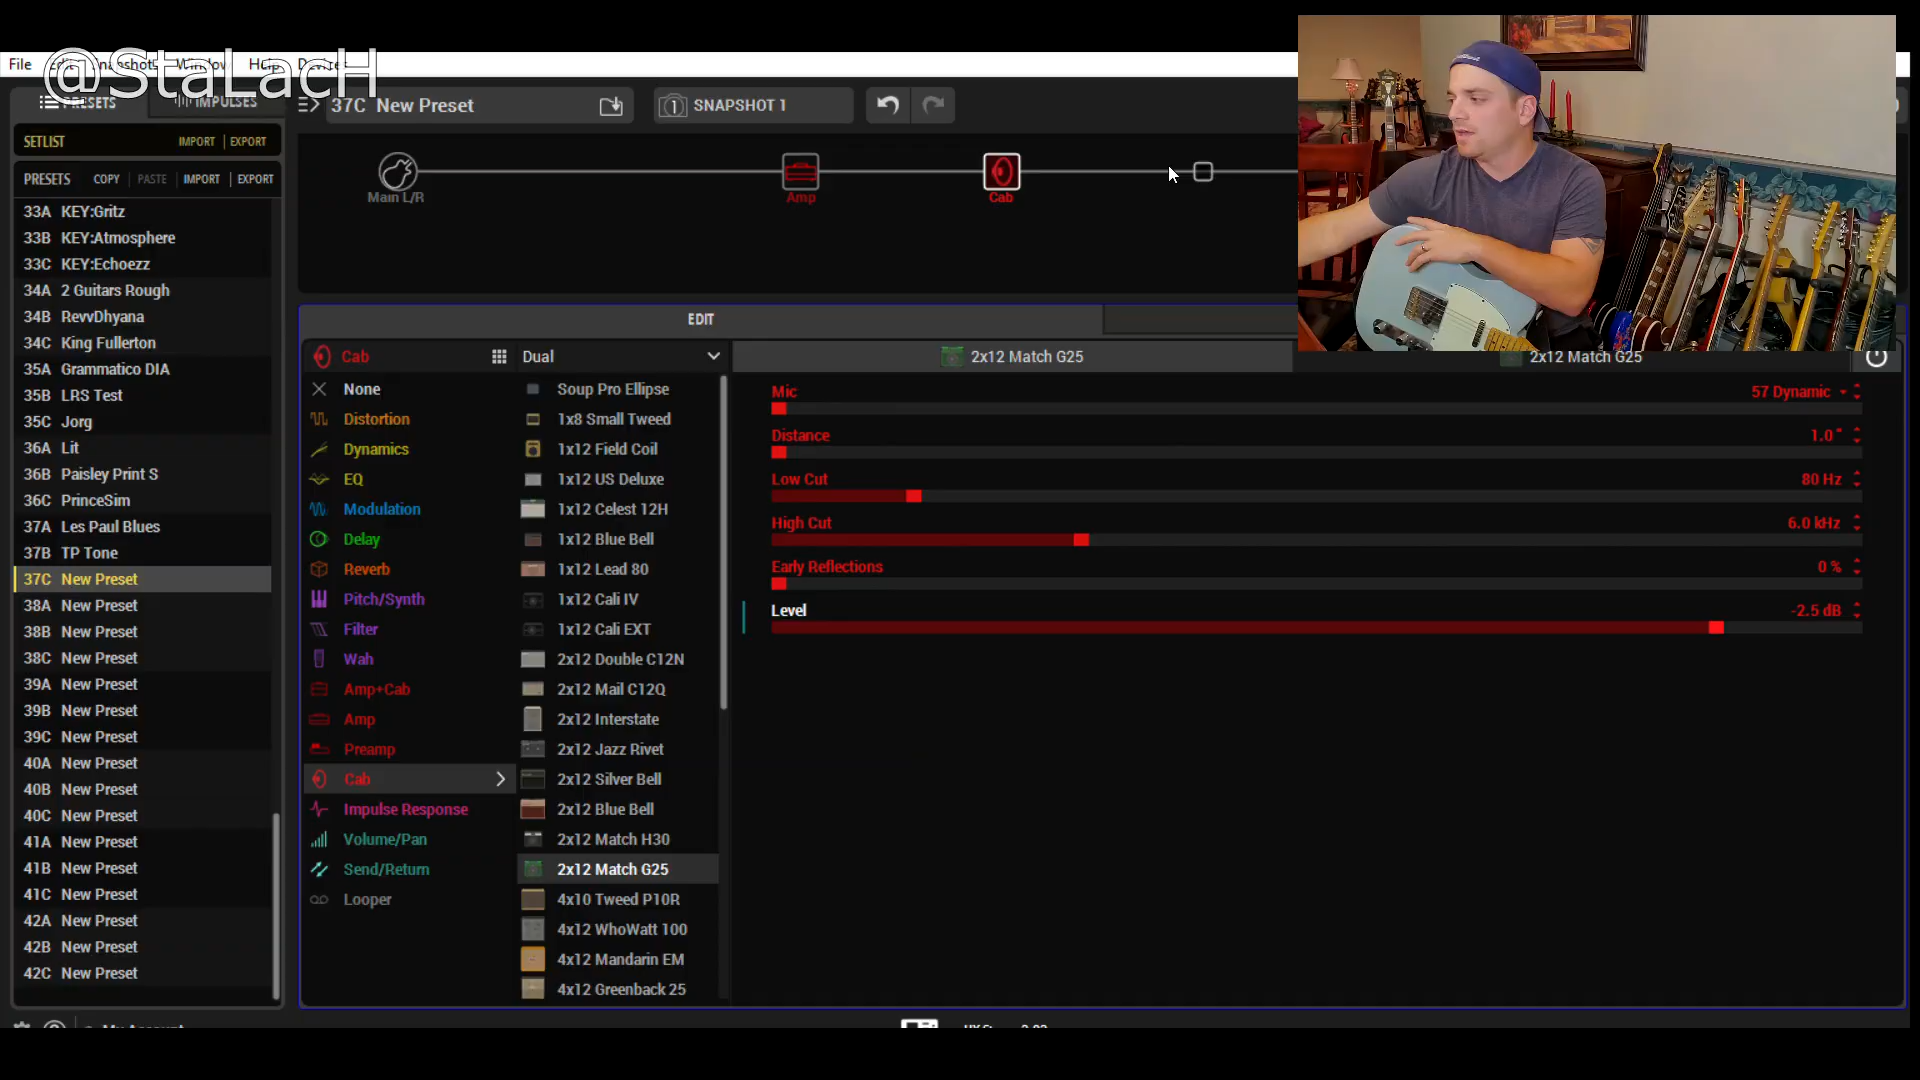 @StaLacH
File Edit Snapshots Window Help Devices
PRESETS IMPULSES
37C New Preset
1 SNAPSHOT 1
SETLIST IMPORT EXPORT
PRESETS COPY PASTE IMPORT EXPORT
Main L/R
Amp
Cab
33A KEY:Gritz
33B KEY:Atmosphere
33C KEY:Echoezz
34A 2 Guitars Rough
34B RevvDhyana
34C King Fullerton
35A Grammatico DIA
35B LRS Test
35C Jorg
36A Lit
36B Paisley Print S
36C PrinceSim
37A Les Paul Blues
37B TP Tone
37C New Preset
38A New Preset
38B New Preset
38C New Preset
39A New Preset
39B New Preset
39C New Preset
40A New Preset
40B New Preset
40C New Preset
41A New Preset
41B New Preset
41C New Preset
42A New Preset
42B New Preset
42C New Preset
My Account
EDIT
Cab
Dual
None
Distortion
Dynamics
EQ
Modulation
Delay
Reverb
Pitch/Synth
Filter
Wah
Amp+Cab
Amp
Preamp
Cab
Impulse Response
Volume/Pan
Send/Return
Looper
Soup Pro Ellipse
1x8 Small Tweed
1x12 Field Coil
1x12 US Deluxe
1x12 Celest 12H
1x12 Blue Bell
1x12 Lead 80
1x12 Cali IV
1x12 Cali EXT
2x12 Double C12N
2x12 Mail C12Q
2x12 Interstate
2x12 Jazz Rivet
2x12 Silver Bell
2x12 Blue Bell
2x12 Match H30
2x12 Match G25
4x10 Tweed P10R
4x12 WhoWatt 100
4x12 Mandarin EM
4x12 Greenback 25
2x12 Match G25
2x12 Match G25
Mic 57 Dynamic
Distance 1.0"
Low Cut 80 Hz
High Cut 6.0 kHz
Early Reflections 0 %
Level -2.5 dB